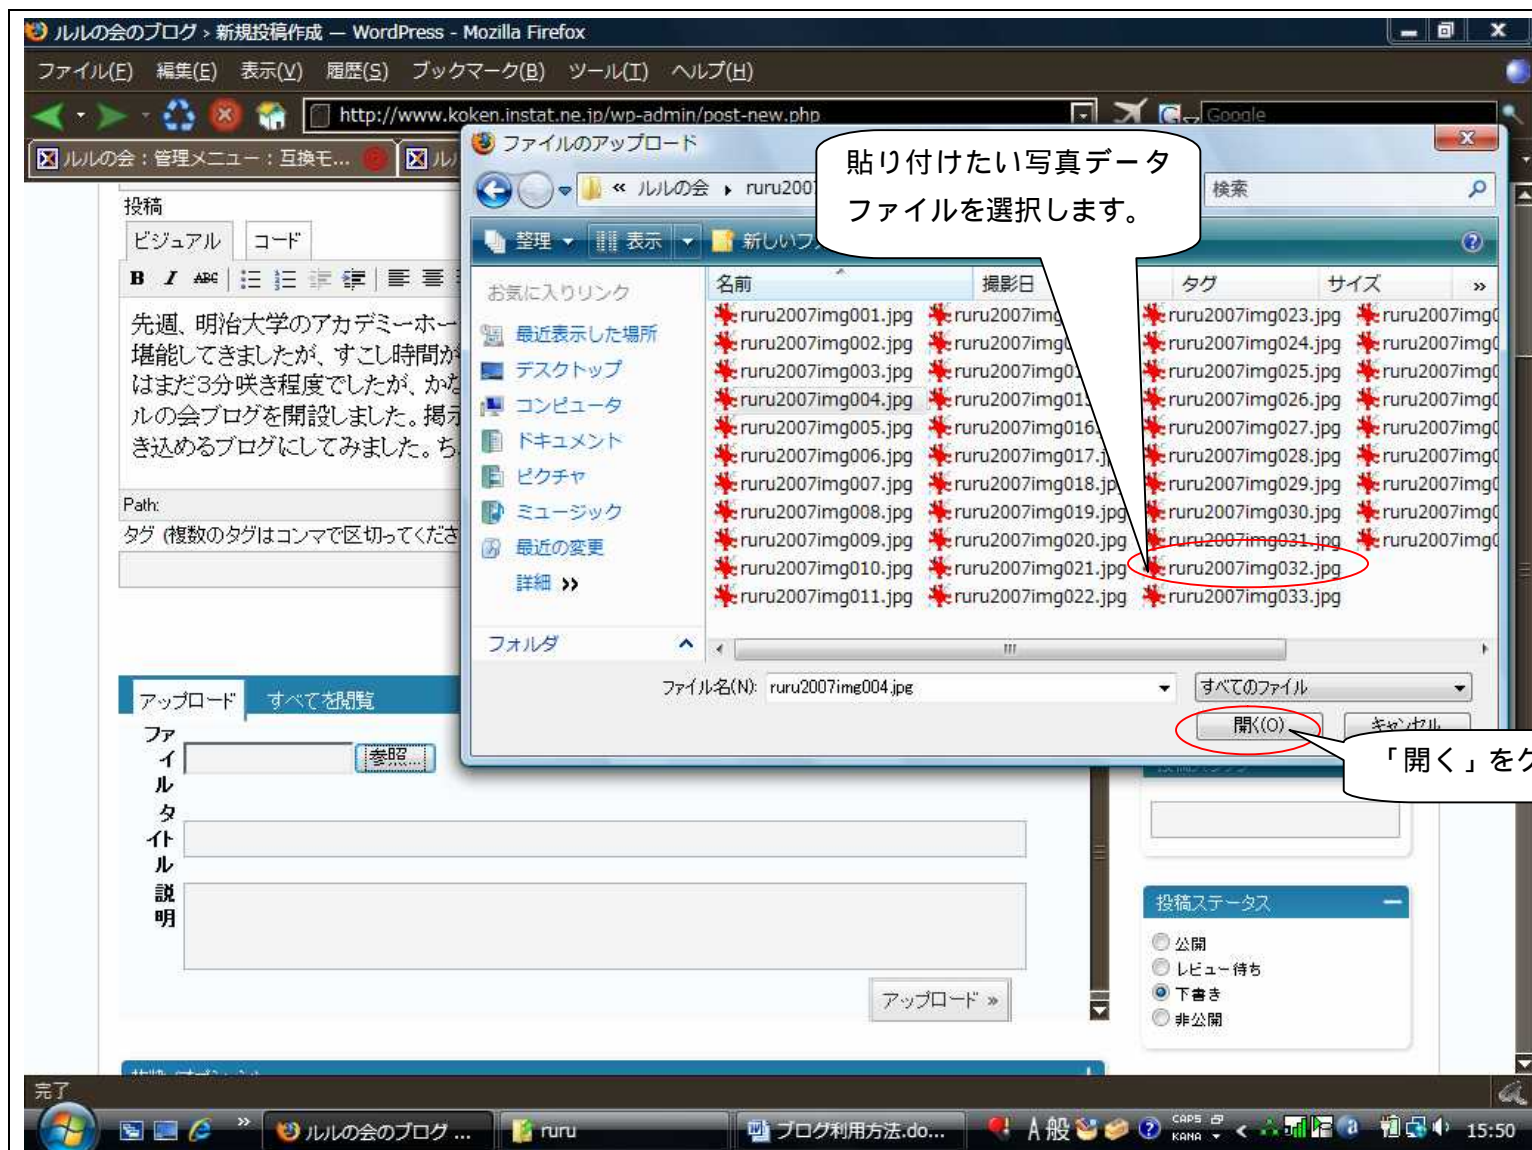 ルルの会のブログ › 新規投稿作成 — WordPress - Mozilla Firefox
ファイル(F) 編集(E) 表示(V) 履歴(S) ブックマーク(B) ツール(T) ヘルプ(H)
http://www.koken.instat.ne.jp/wp-admin/post-new.php
Google
ルルの会：管理メニュー：互換モ...
ルル
ファイルのアップロード
« ルルの会 ▸ ruru200
検索
貼り付けたい写真データ
ファイルを選択します。
整理 表示 新しいフ
お気に入りリンク
最近表示した場所
デスクトップ
コンピュータ
ドキュメント
ピクチャ
ミュージック
最近の変更
詳細 »
フォルダ
名前 撮影日 タグ サイズ »
ruru2007img001.jpg ruru2007img ruru2007img023.jpg ruru2007img0
ruru2007img002.jpg ruru2007img0 ruru2007img024.jpg ruru2007img0
ruru2007img003.jpg ruru2007img01 ruru2007img025.jpg ruru2007img0
ruru2007img004.jpg ruru2007img015 ruru2007img026.jpg ruru2007img0
ruru2007img005.jpg ruru2007img016. ruru2007img027.jpg ruru2007img0
ruru2007img006.jpg ruru2007img017.j ruru2007img028.jpg ruru2007img0
ruru2007img007.jpg ruru2007img018.jpg ruru2007img029.jpg ruru2007img0
ruru2007img008.jpg ruru2007img019.jpg ruru2007img030.jpg ruru2007img0
ruru2007img009.jpg ruru2007img020.jpg ruru2007img031.jpg ruru2007img0
ruru2007img010.jpg ruru2007img021.jpg ruru2007img032.jpg
ruru2007img011.jpg ruru2007img022.jpg ruru2007img033.jpg
ファイル名(N): ruru2007img004.jpg
すべてのファイル
開く(O) キャンセル
「開く」をク
投稿
ビジュアル コード
B I ABC
先週、明治大学のアカデミーホー
堪能してきましたが、すこし時間が
はまだ3分咲き程度でしたが、かな
ルの会ブログを開設しました。掲示
き込めるブログにしてみました。ち
Path:
タグ (複数のタグはコンマで区切ってくださ
アップロード すべてを閲覧
ファイル 参照...
タイトル
説明
アップロード »
投稿ステータス
公開
レビュー待ち
下書き
非公開
完了
ルルの会のブログ ...
ruru
ブログ利用方法.do...
A 般
CAPS
KANA
15:50